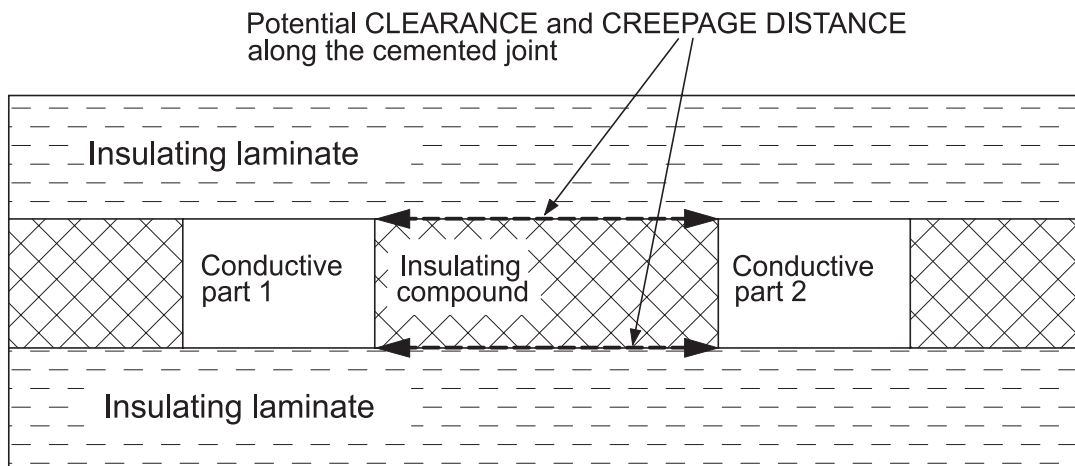 Potential CLEARANCE and CREEPAGE DISTANCE
along the cemented joint
Insulating laminate
Conductive
part 1
Insulating
compound
Conductive
part 2
Insulating laminate